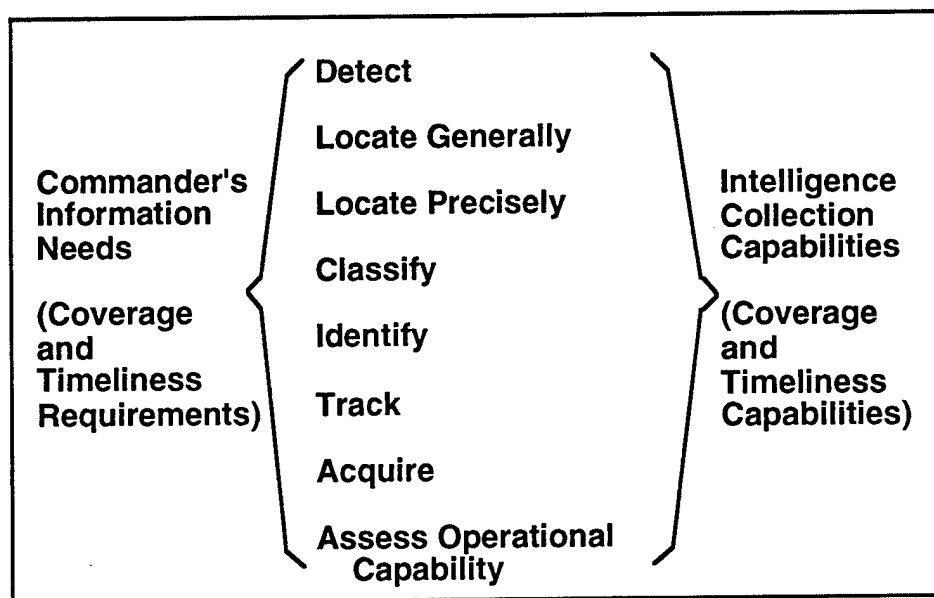 Commander's
Information
Needs
(Coverage
and
Timeliness
Requirements)
Detect
Locate Generally
Locate Precisely
Classify
Identify
Track
Acquire
Assess Operational
Capability
Intelligence
Collection
Capabilities
(Coverage
and
Timeliness
Capabilities)